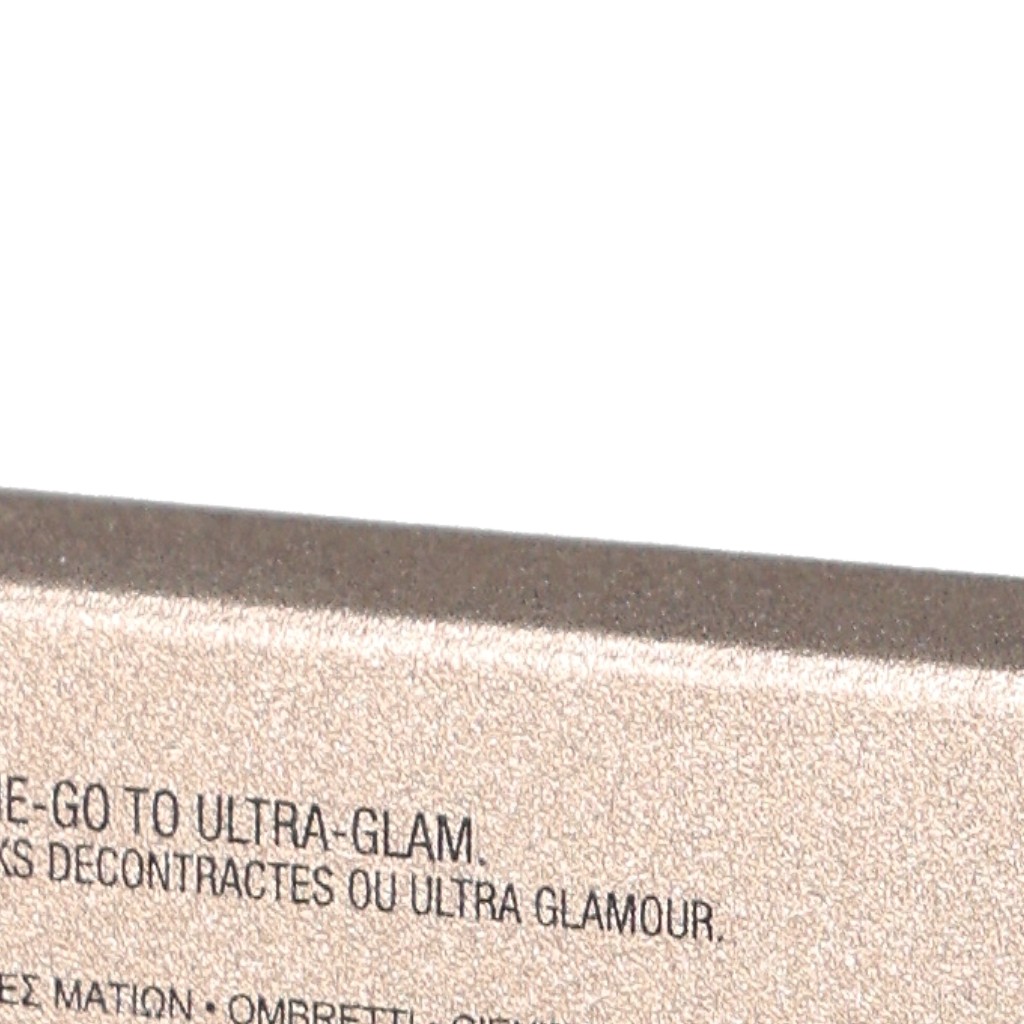 E-GO TO ULTRA-GLAM.
KS DECONTRACTES OU ULTRA GLAMOUR.
ΕΣ ΜΑΤΙΩΝ • OMBRETTI •